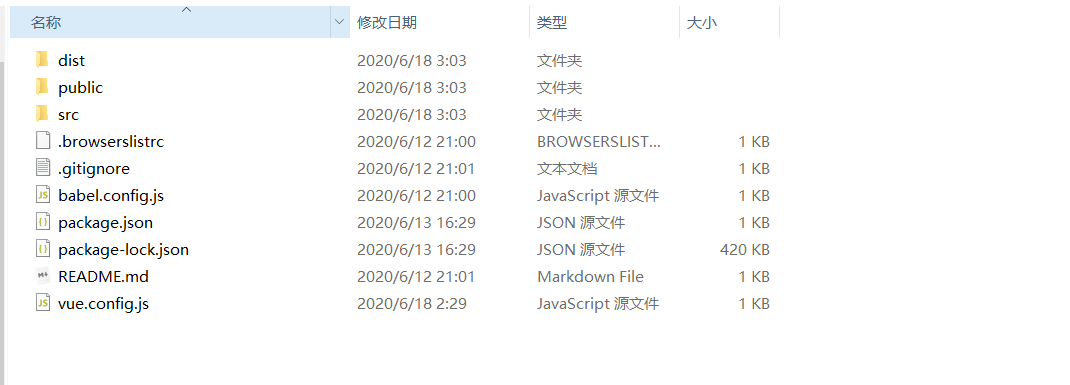 名称 修改日期 类型 大小
dist 2020/6/18 3:03 文件夹
public 2020/6/18 3:03 文件夹
src 2020/6/18 3:03 文件夹
.browserslistrc 2020/6/12 21:00 BROWSERSLIST... 1 KB
.gitignore 2020/6/12 21:01 文本文档 1 KB
babel.config.js 2020/6/12 21:00 JavaScript 源文件 1 KB
package.json 2020/6/13 16:29 JSON 源文件 1 KB
package-lock.json 2020/6/13 16:29 JSON 源文件 420 KB
README.md 2020/6/12 21:01 Markdown File 1 KB
vue.config.js 2020/6/18 2:29 JavaScript 源文件 1 KB